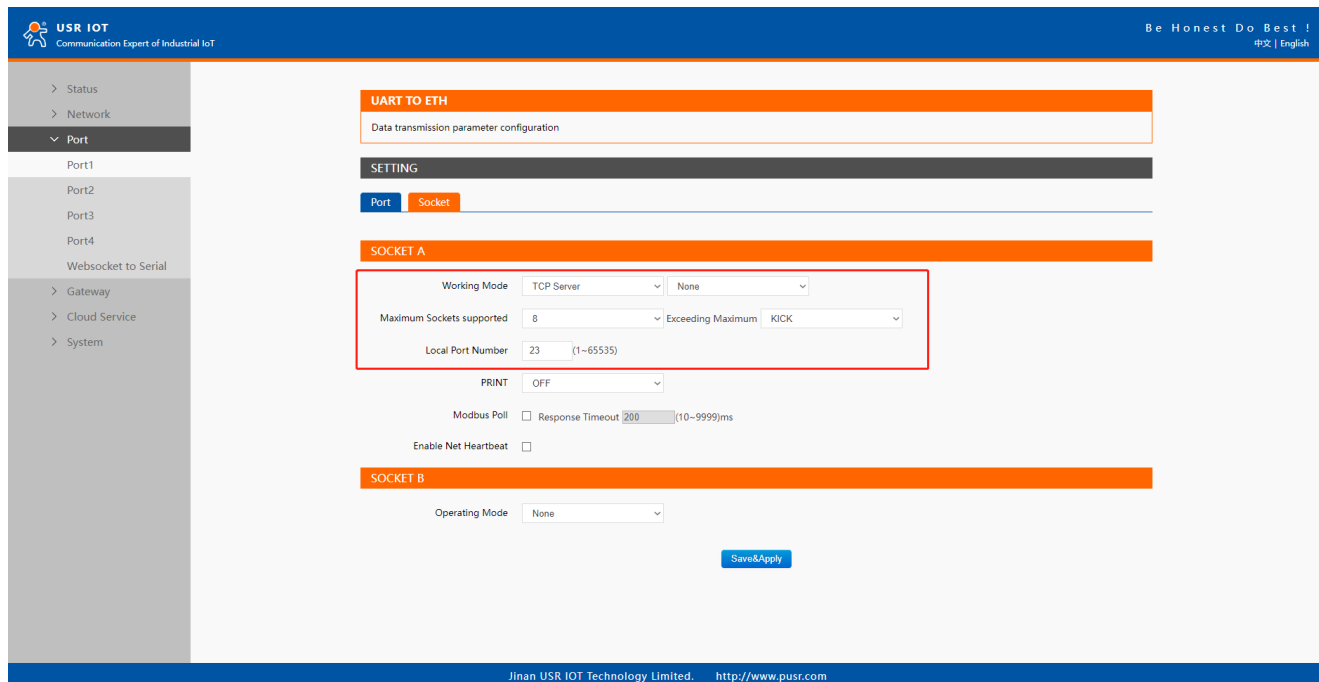 USR IOT
Communication Expert of Industrial IoT
Be Honest Do Best !
中文 | English
Status
Network
Port
Port1
Port2
Port3
Port4
Websocket to Serial
Gateway
Cloud Service
System
UART TO ETH
Data transmission parameter configuration
SETTING
Port Socket
SOCKET A
Working Mode TCP Server None
Maximum Sockets supported 8 Exceeding Maximum KICK
Local Port Number 23 (1~65535)
PRINT OFF
Modbus Poll Response Timeout 200 (10~9999)ms
Enable Net Heartbeat
SOCKET B
Operating Mode None
Save&Apply
Jinan USR IOT Technology Limited. http://www.pusr.com